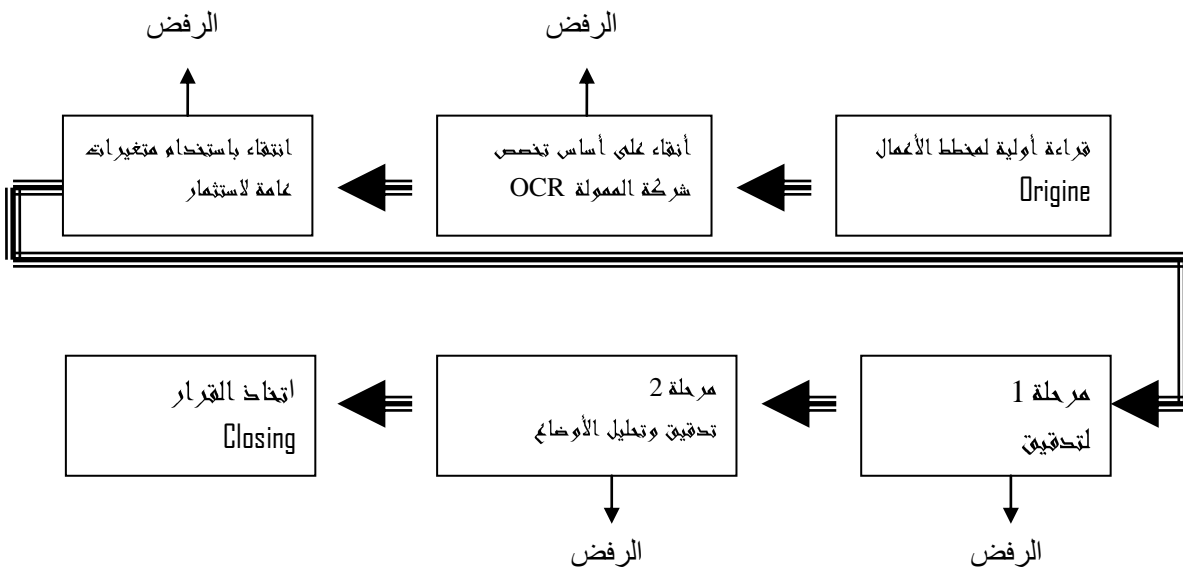 الرفض
الرفض
قراءة أولية لمخطط الأعمال
Origine
أنقاء على أساس تخصص
شركة الممولة OCR
انتقاء باستخدام متغيرات
عامة لاستثمار
مرحلة 1
لتدقيق
مرحلة 2
تدقيق وتحليل الأوضاع
اتخاذ القرار
Closing
الرفض
الرفض